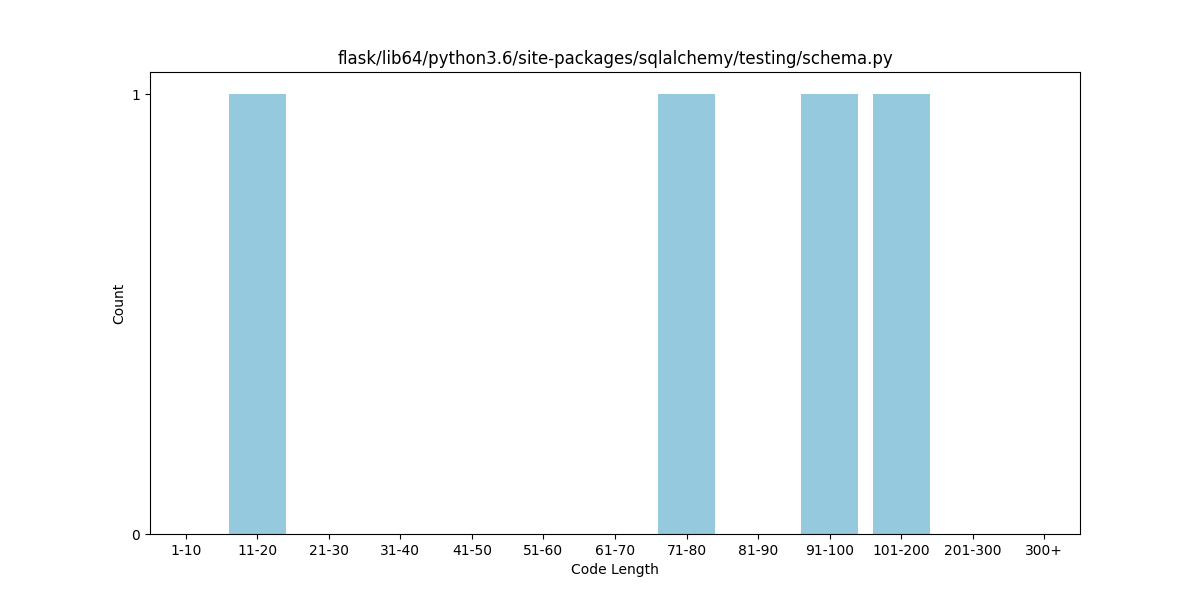 flask/lib64/python3.6/site-packages/sqlalchemy/testing/schema.py
1
Count
0
1-10 11-20 21-30 31-40 41-50 51-60 61-70 71-80 81-90 91-100 101-200 201-300 300+
Code Length